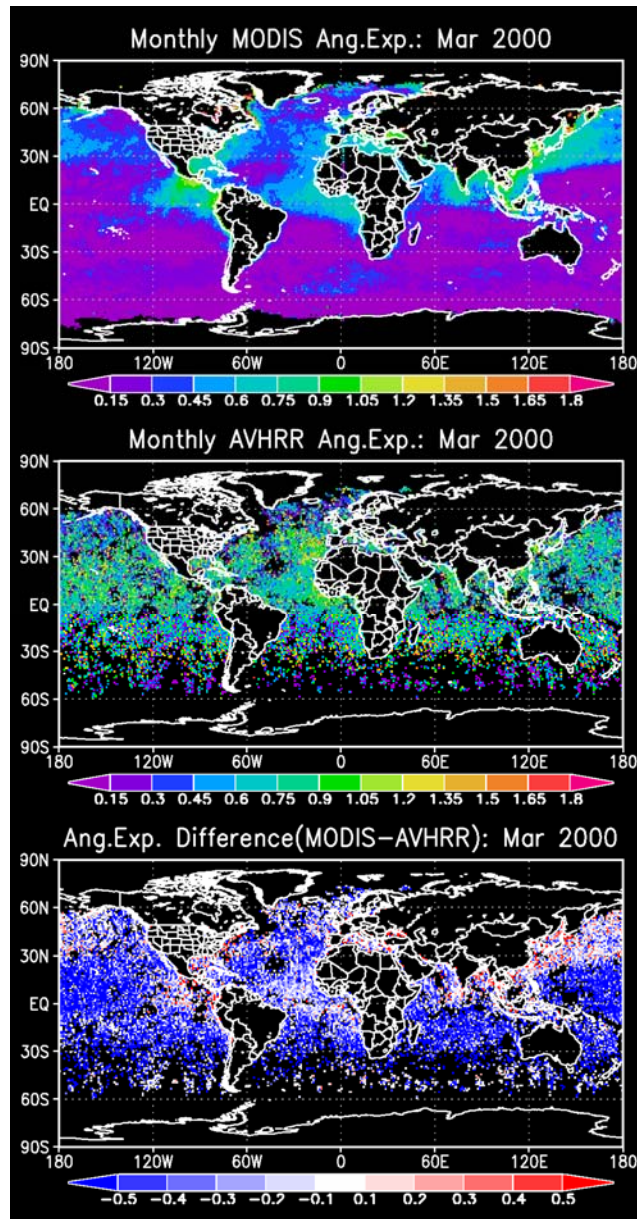 Monthly MODIS Ang.Exp.: Mar 2000
90N
60N
30N
EQ
30S
60S
90S
180 120W 60W 0 60E 120E 180
0.15 0.3 0.45 0.6 0.75 0.9 1.05 1.2 1.35 1.5 1.65 1.8
Monthly AVHRR Ang.Exp.: Mar 2000
90N
60N
30N
EQ
30S
60S
90S
180 120W 60W 0 60E 120E 180
0.15 0.3 0.45 0.6 0.75 0.9 1.05 1.2 1.35 1.5 1.65 1.8
Ang.Exp. Difference(MODIS-AVHRR): Mar 2000
90N
60N
30N
EQ
30S
60S
90S
180 120W 60W 0 60E 120E 180
-0.5 -0.4 -0.3 -0.2 -0.1 0.1 0.2 0.3 0.4 0.5